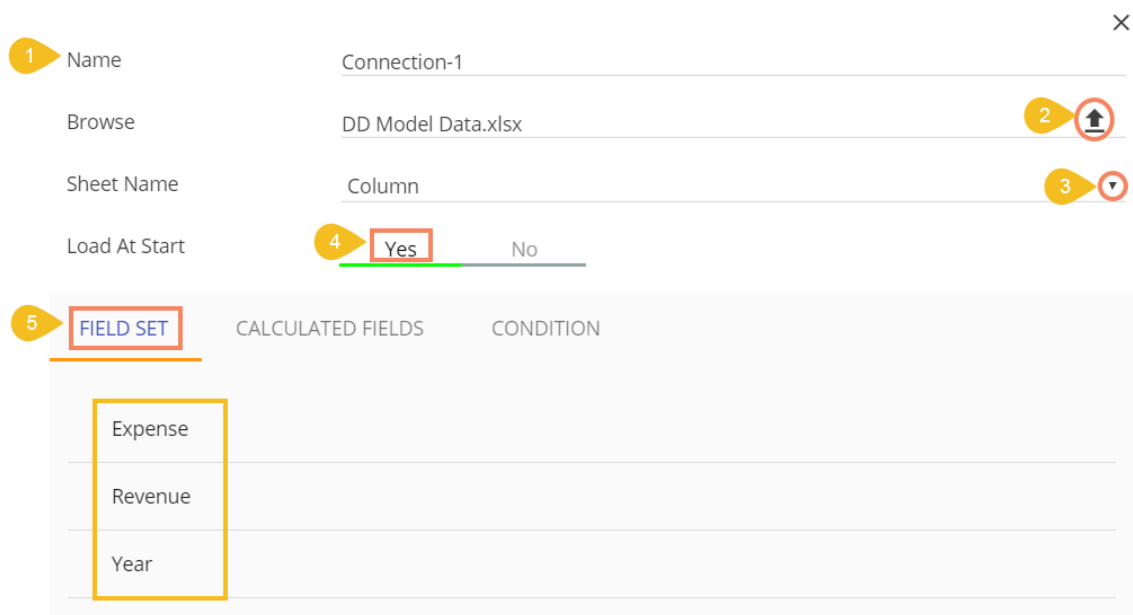 1 Name Connection-1
Browse DD Model Data.xlsx 2
Sheet Name Column 3
Load At Start 4 Yes No
5 FIELD SET CALCULATED FIELDS CONDITION
Expense
Revenue
Year